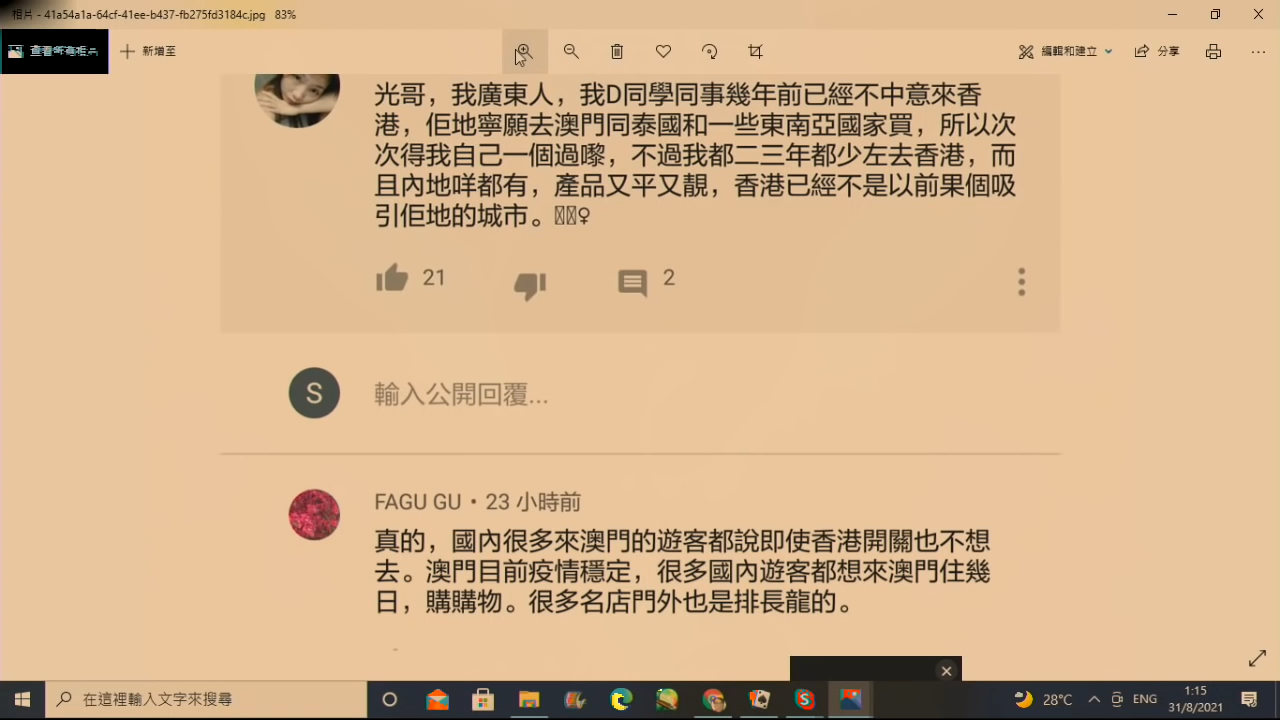 相片 - 41a54a1a-64cf-41ee-b437-fb275fd3184c.jpg 83%
查看所有相片 新增至 編輯和建立 分享
光哥，我廣東人，我D同學同事幾年前已經不中意來香
港，佢地寧願去澳門同泰國和一些東南亞國家買，所以次
次得我自己一個過嚟，不過我都二三年都少左去香港，而
且內地咩都有，產品又平又靚，香港已經不是以前果個吸
引佢地的城市。▯▯♀
21 2
S 輸入公開回覆...
FAGU GU • 23 小時前
真的，國內很多來澳門的遊客都說即使香港開關也不想
去。澳門目前疫情穩定，很多國內遊客都想來澳門住幾
日，購購物。很多名店門外也是排長龍的。
在這裡輸入文字來搜尋 28°C ENG 1:15
31/8/2021